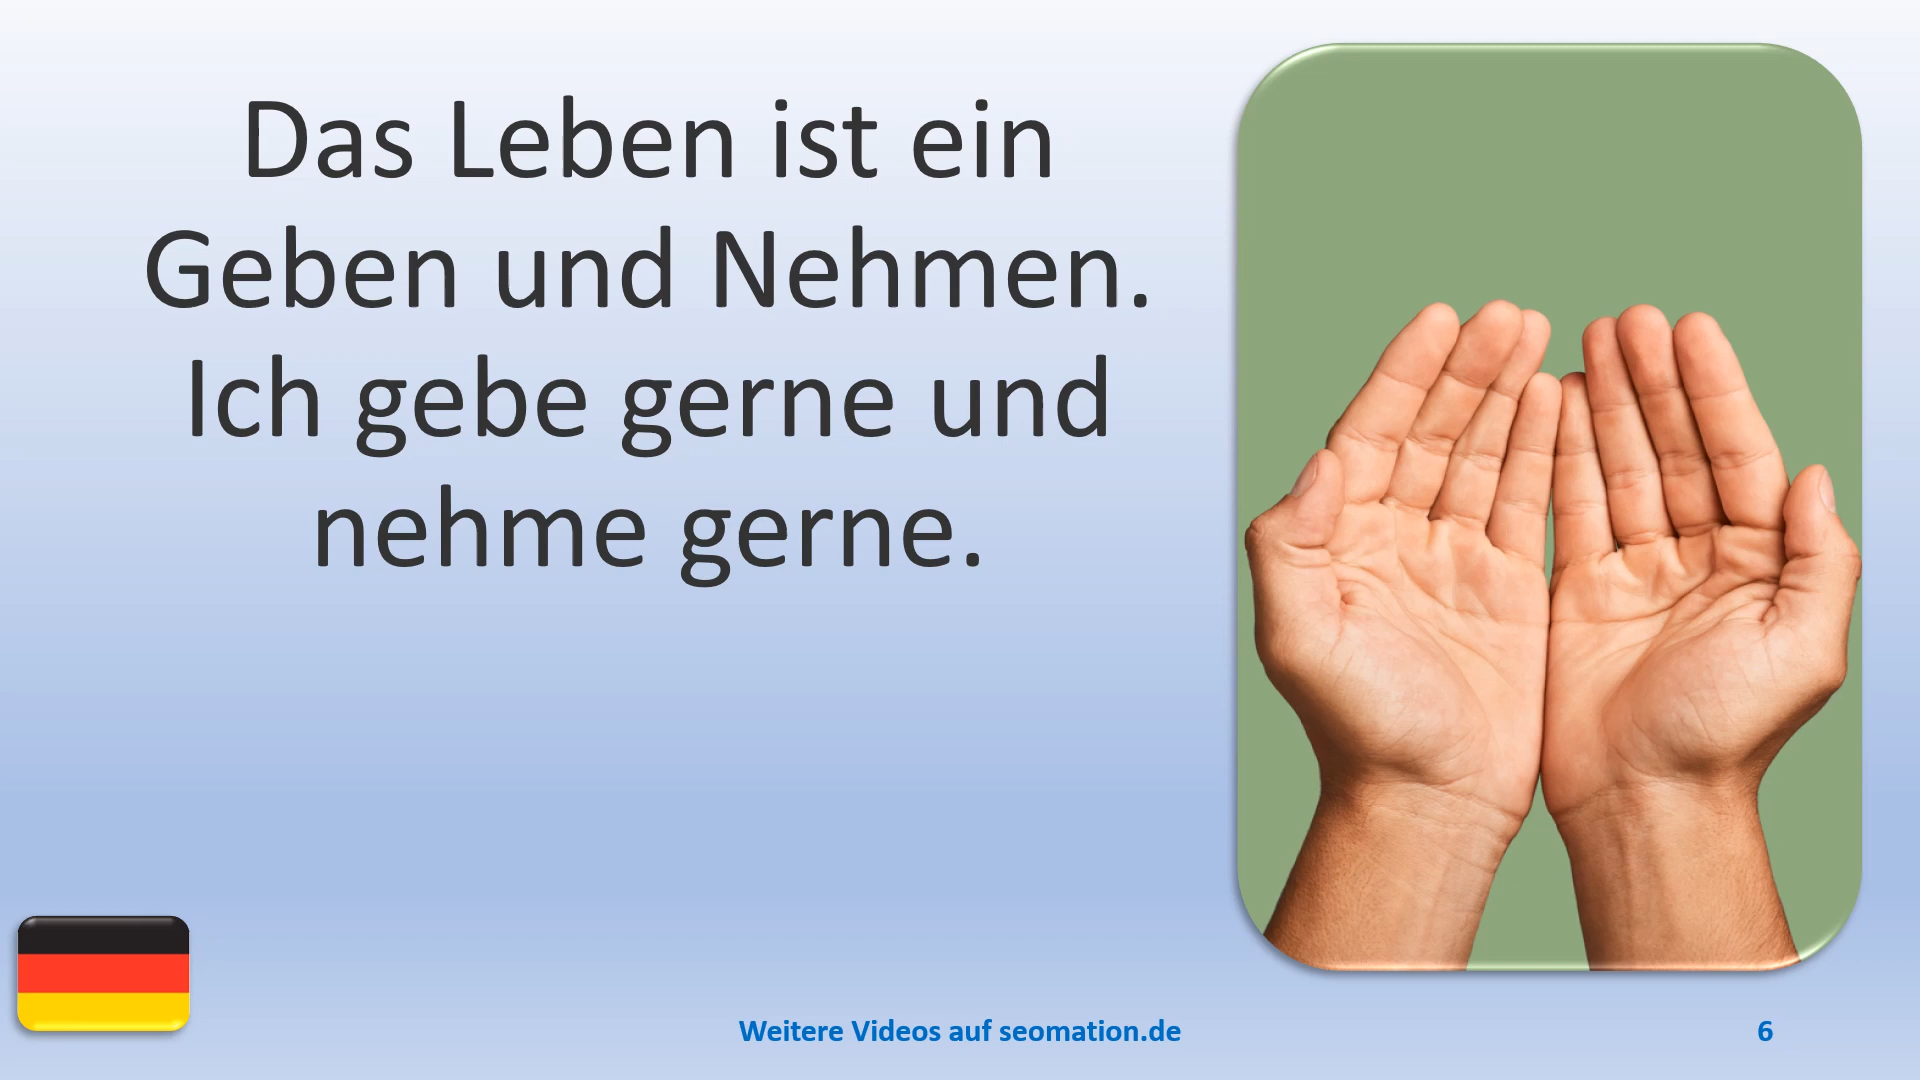 Das Leben ist ein
Geben und Nehmen.
Ich gebe gerne und
nehme gerne.
Weitere Videos auf seomation.de
6